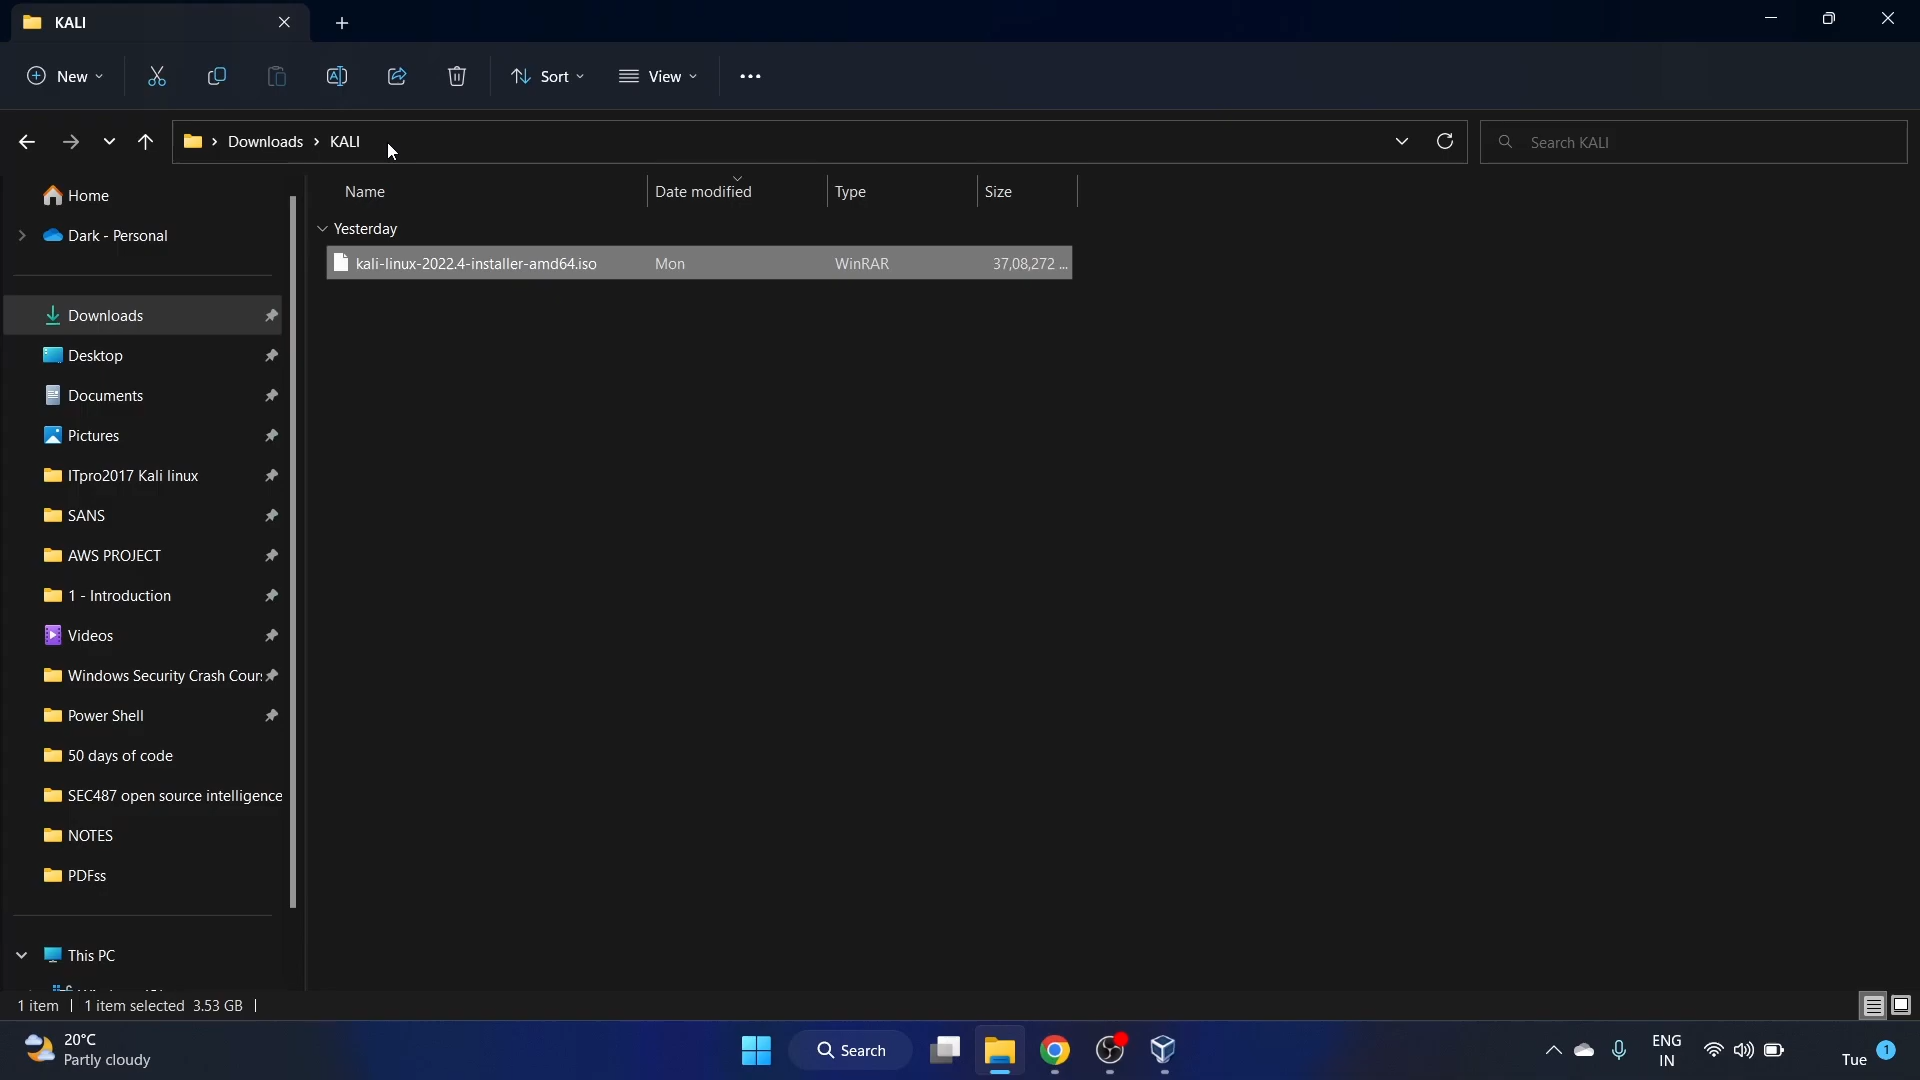 KALI
New
Sort
View
Downloads > KALI
Search KALI
Name
Date modified
Type
Size
Home
Dark - Personal
Downloads
Desktop
Documents
Pictures
ITpro2017 Kali linux
SANS
AWS PROJECT
1 - Introduction
Videos
Windows Security Crash Cour
Power Shell
50 days of code
SEC487 open source intelligence
NOTES
PDFss
This PC
Yesterday
kali-linux-2022.4-installer-amd64.iso Mon WinRAR 37,08,272 ...
1 item 1 item selected 3.53 GB
20°C
Partly cloudy
Search
ENG
IN
Tue 1